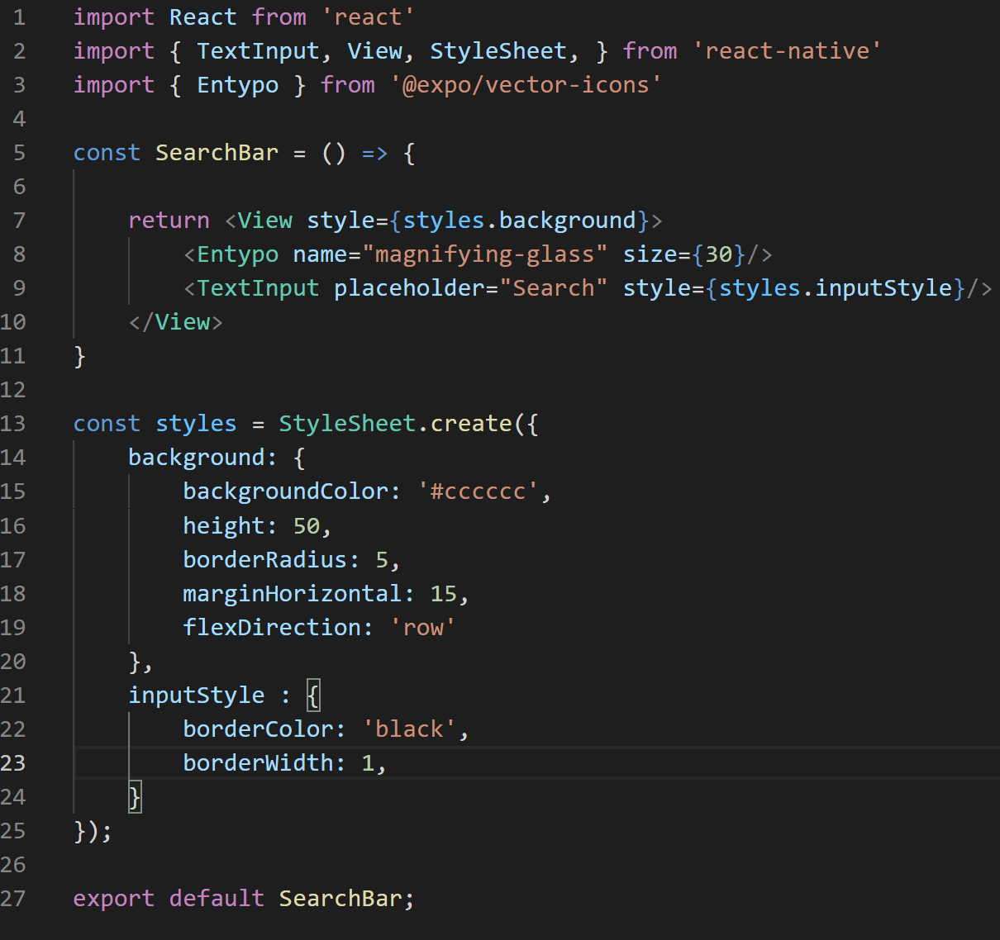 1 import React from 'react'
2 import { TextInput, View, StyleSheet, } from 'react-native'
3 import { Entypo } from '@expo/vector-icons'
4
5 const SearchBar = () => {
6
7     return <View style={styles.background}>
8         <Entypo name="magnifying-glass" size={30}/>
9         <TextInput placeholder="Search" style={styles.inputStyle}/>
10     </View>
11 }
12
13 const styles = StyleSheet.create({
14     background: {
15         backgroundColor: '#cccccc',
16         height: 50,
17         borderRadius: 5,
18         marginHorizontal: 15,
19         flexDirection: 'row'
20     },
21     inputStyle : {
22         borderColor: 'black',
23         borderWidth: 1,
24     }
25 });
26
27 export default SearchBar;